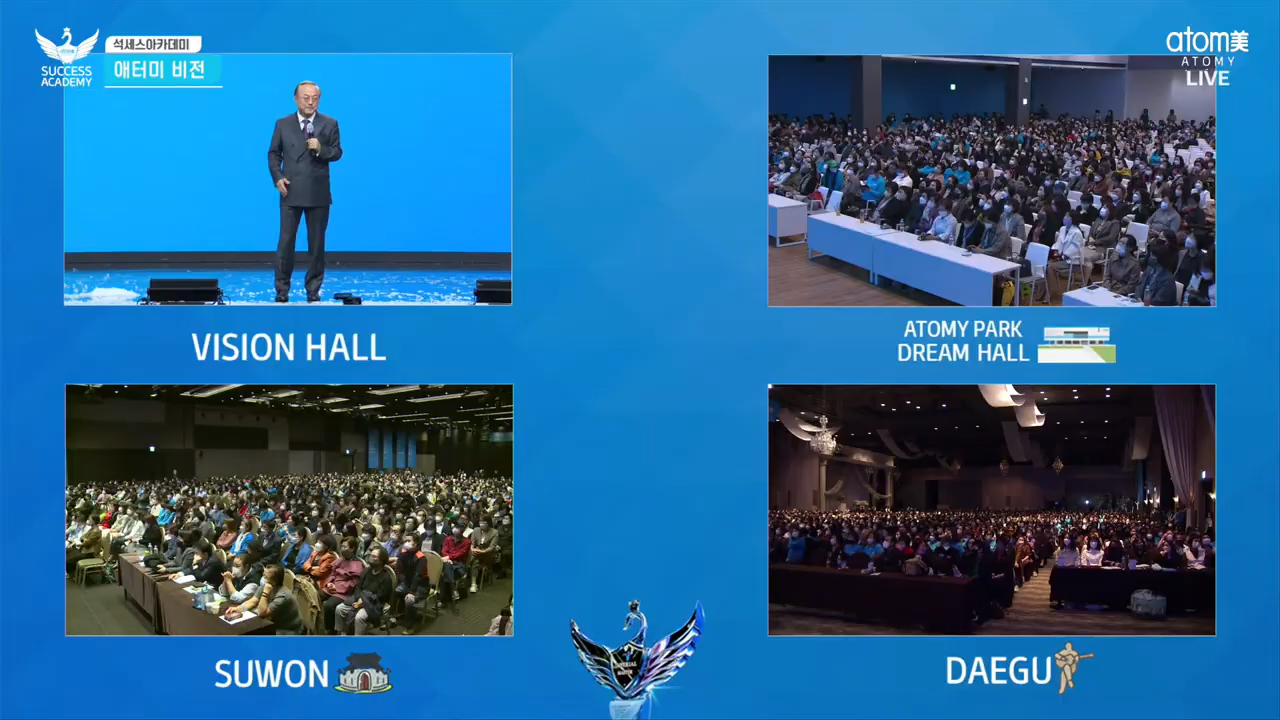 석세스아카데미
SUCCESS
ACADEMY
애터미 비전
atom美
ATOMY
LIVE
VISION HALL
ATOMY PARK
DREAM HALL
SUWON
DAEGU